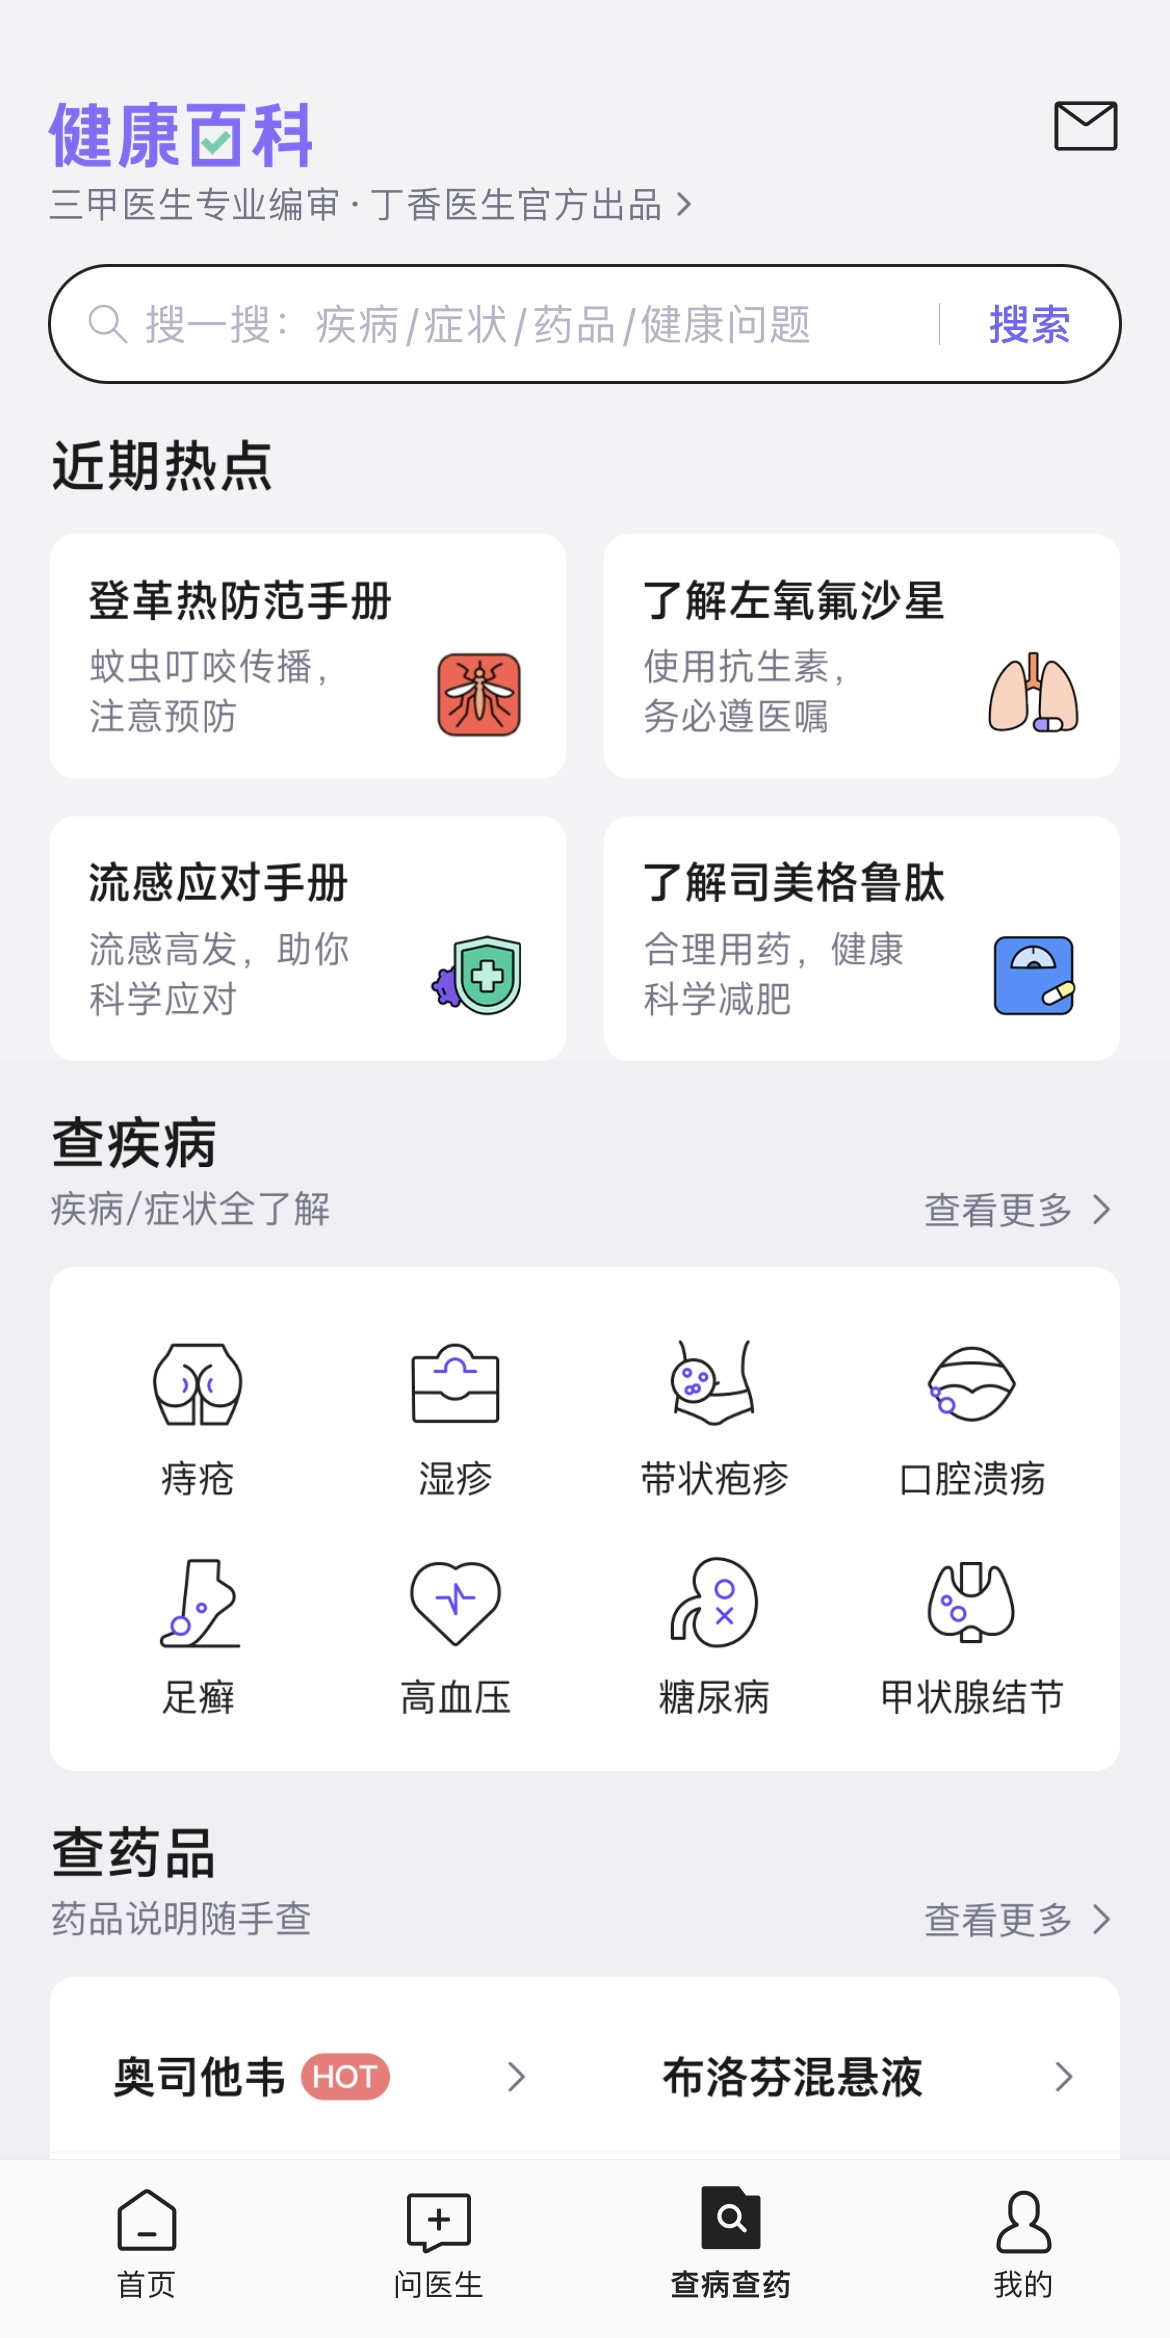 健康百科
三甲医生专业编审 · 丁香医生官方出品
搜一搜：疾病/症状/药品/健康问题
搜索
近期热点
登革热防范手册
蚊虫叮咬传播，
注意预防
了解左氧氟沙星
使用抗生素，
务必遵医嘱
流感应对手册
流感高发，助你
科学应对
了解司美格鲁肽
合理用药，健康
科学减肥
查疾病
疾病/症状全了解
查看更多
痔疮
湿疹
带状疱疹
口腔溃疡
足癣
高血压
糖尿病
甲状腺结节
查药品
药品说明随手查
查看更多
奥司他韦 HOT
布洛芬混悬液
首页
问医生
查病查药
我的